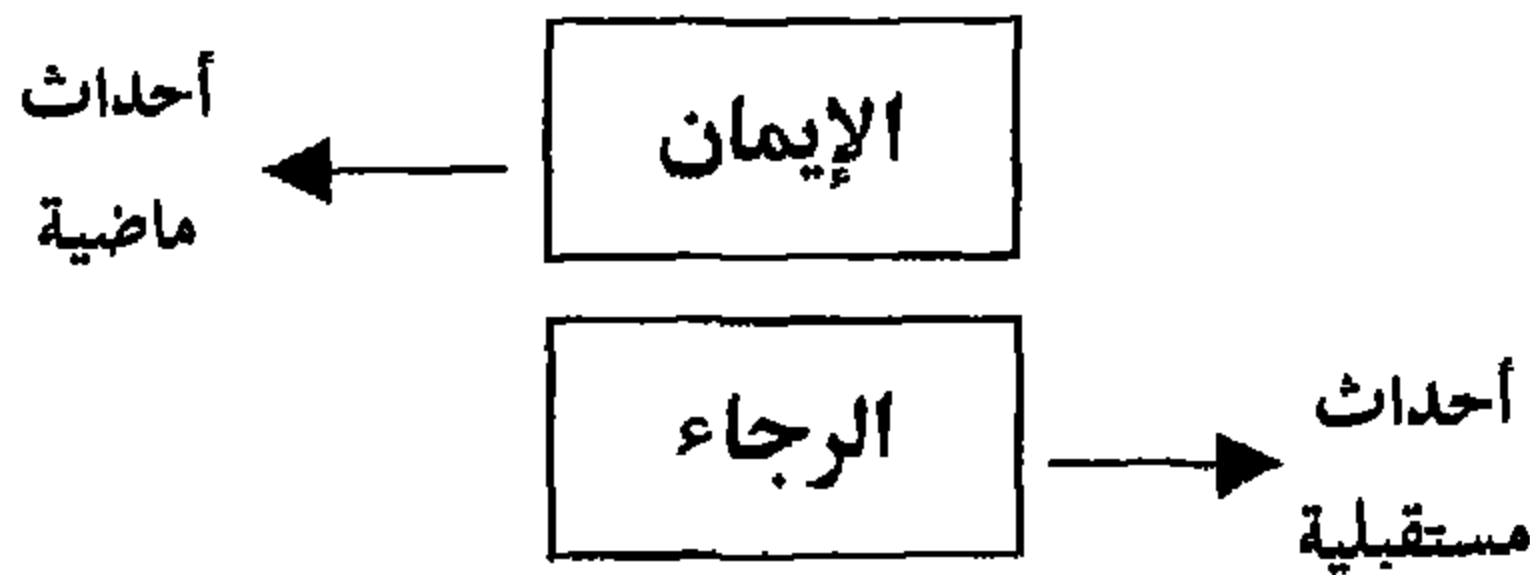 الإيمان
أحداث
ماضية
الرجاء
أحداث
مستقبلية